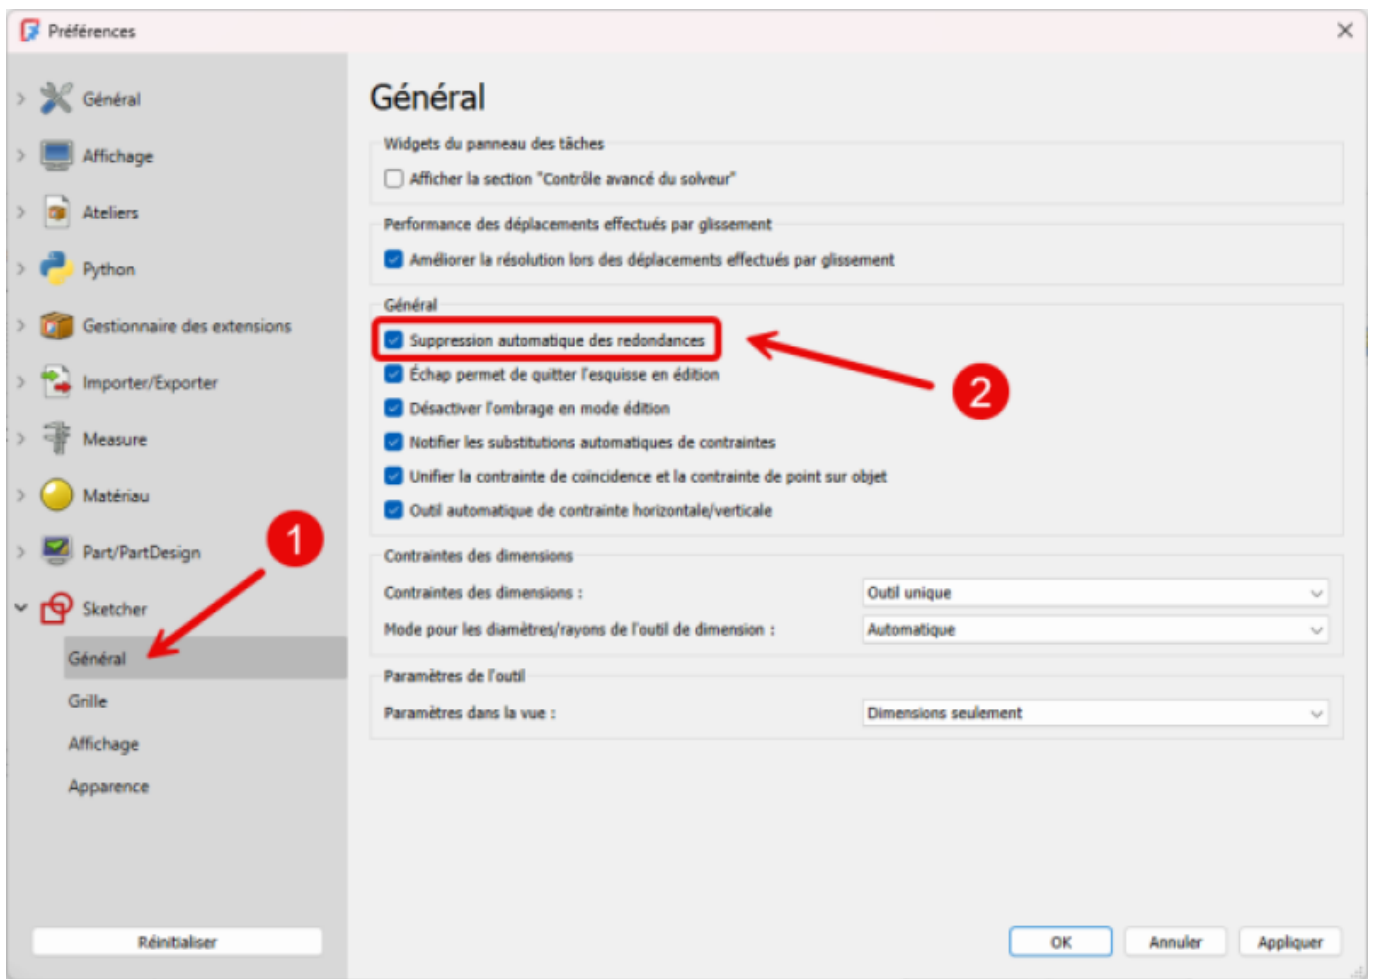 Préférences
Général
Affichage
Ateliers
Python
Gestionnaire des extensions
Importer/Exporter
Measure
Matériau
Part/PartDesign
1
Sketcher
Général
Grille
Affichage
Apparence
Réinitialiser
Général
Widgets du panneau des tâches
Afficher la section "Contrôle avancé du solveur"
Performance des déplacements effectués par glissement
Améliorer la résolution lors des déplacements effectués par glissement
Général
Suppression automatique des redondances
2
Échap permet de quitter l'esquisse en édition
Désactiver l'ombrage en mode édition
Notifier les substitutions automatiques de contraintes
Unifier la contrainte de coïncidence et la contrainte de point sur objet
Outil automatique de contrainte horizontale/verticale
Contraintes des dimensions
Contraintes des dimensions : Outil unique
Mode pour les diamètres/rayons de l'outil de dimension : Automatique
Paramètres de l'outil
Paramètres dans la vue : Dimensions seulement
OK Annuler Appliquer